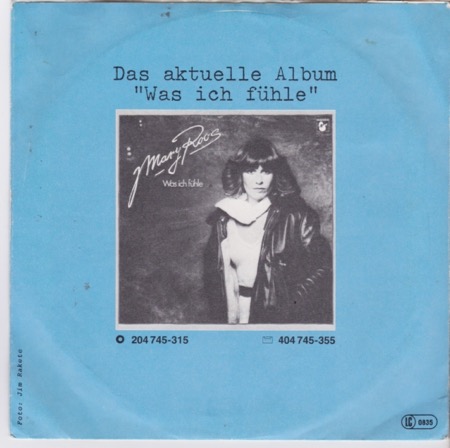 Das aktuelle Album
"Was ich fühle"
Mary Roos
Was ich fühle ...
204 745-315
404 745-355
Foto: Jim Rakete
LC 0835